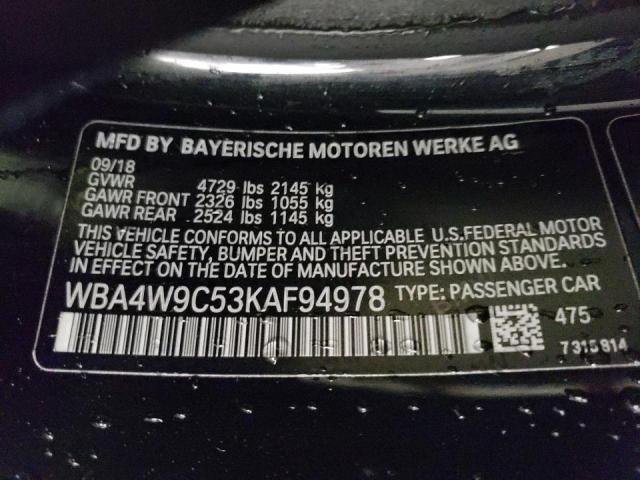 MFD BY BAYERISCHE MOTOREN WERKE AG
09/18
GVWR 4729 lbs 2145 kg
GAWR FRONT 2326 lbs 1055 kg
GAWR REAR 2524 lbs 1145 kg
THIS VEHICLE CONFORMS TO ALL APPLICABLE U.S.FEDERAL MOTOR
VEHICLE SAFETY, BUMPER AND THEFT PREVENTION STANDARDS
IN EFFECT ON THE DATE OF MANUFACTURE SHOWN ABOVE.
WBA4W9C53KAF94978 TYPE: PASSENGER CAR
475
7315814